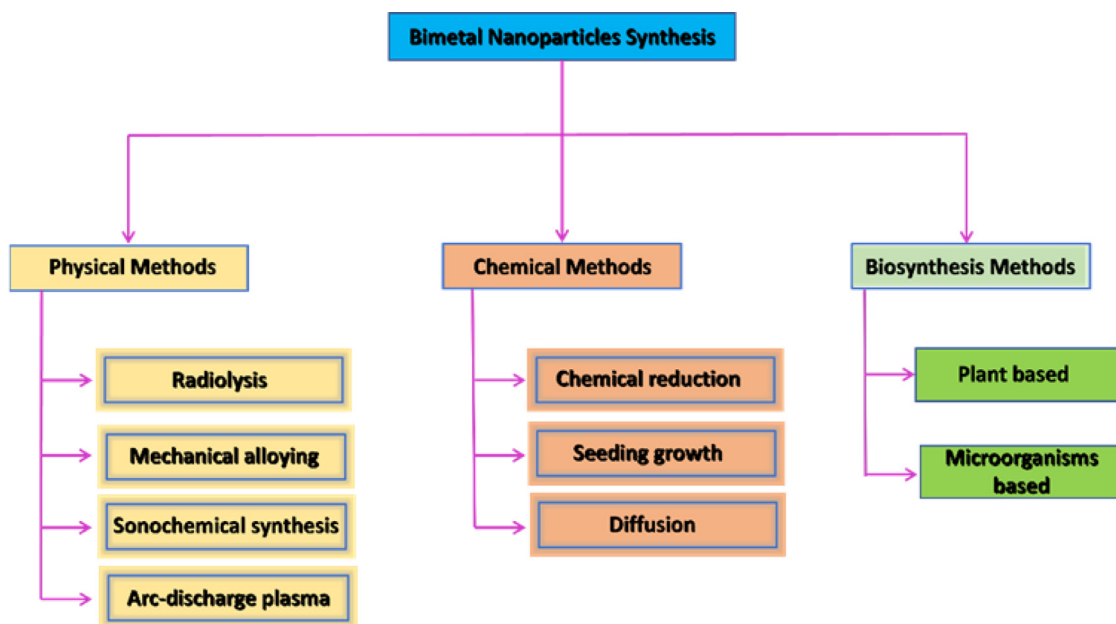 Bimetal Nanoparticles Synthesis
Physical Methods
Radiolysis
Mechanical alloying
Sonochemical synthesis
Arc-discharge plasma
Chemical Methods
Chemical reduction
Seeding growth
Diffusion
Biosynthesis Methods
Plant based
Microorganisms
based